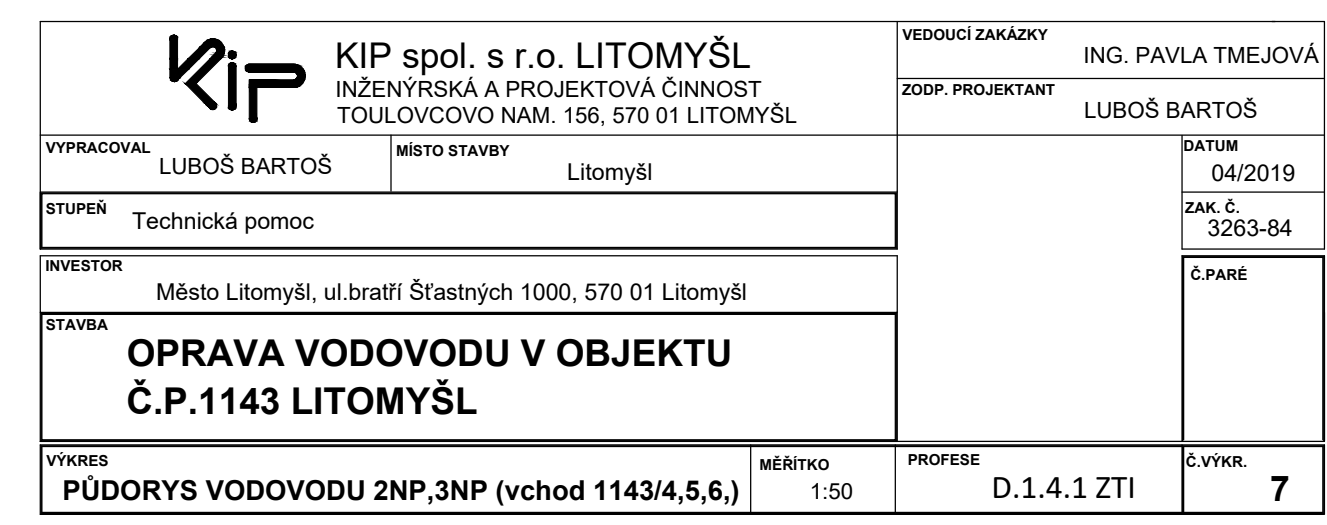 Kip
KIP spol. s r.o. LITOMYŠL
INŽENÝRSKÁ A PROJEKTOVÁ ČINNOST
TOULOVCOVO NAM. 156, 570 01 LITOMYŠL
VEDOUCÍ ZAKÁZKY
ING. PAVLA TMEJOVÁ
ZODP. PROJEKTANT
LUBOŠ BARTOŠ
VYPRACOVAL
LUBOŠ BARTOŠ
MÍSTO STAVBY
Litomyšl
DATUM
04/2019
STUPEŇ
Technická pomoc
ZAK. Č.
3263-84
INVESTOR
Město Litomyšl, ul.bratří Šťastných 1000, 570 01 Litomyšl
Č.PARÉ
STAVBA
OPRAVA VODOVODU V OBJEKTU
Č.P.1143 LITOMYŠL
VÝKRES
PŮDORYS VODOVODU 2NP,3NP (vchod 1143/4,5,6,)
MĚŘÍTKO
1:50
PROFESE
D.1.4.1 ZTI
Č.VÝKR.
7